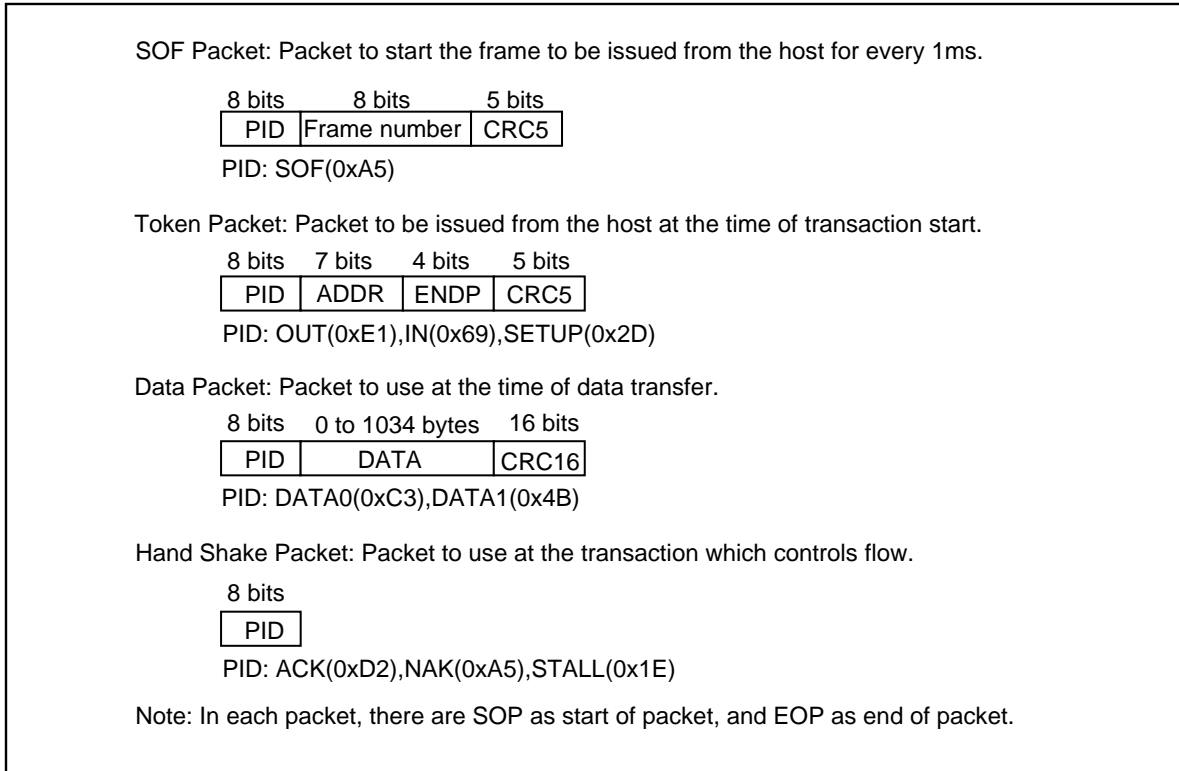 SOF Packet: Packet to start the frame to be issued from the host for every 1ms.
8 bits 8 bits 5 bits
PID Frame number CRC5
PID: SOF(0xA5)
Token Packet: Packet to be issued from the host at the time of transaction start.
8 bits 7 bits 4 bits 5 bits
PID ADDR ENDP CRC5
PID: OUT(0xE1),IN(0x69),SETUP(0x2D)
Data Packet: Packet to use at the time of data transfer.
8 bits 0 to 1034 bytes 16 bits
PID DATA CRC16
PID: DATA0(0xC3),DATA1(0x4B)
Hand Shake Packet: Packet to use at the transaction which controls flow.
8 bits
PID
PID: ACK(0xD2),NAK(0xA5),STALL(0x1E)
Note: In each packet, there are SOP as start of packet, and EOP as end of packet.